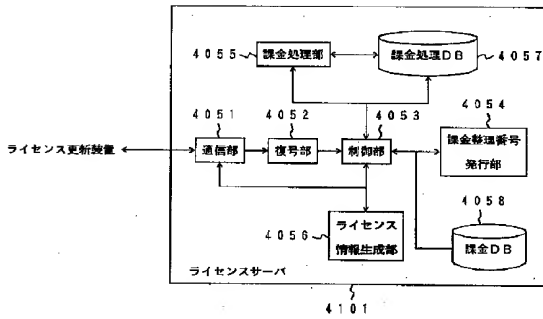 4055
課金処理部
課金処理DB
4057
4051
4052
4053
4054
ライセンス更新装置
通信部
復号部
制御部
課金整理番号
発行部
4058
4056
ライセンス
情報生成部
課金DB
ライセンスサーバ
4101